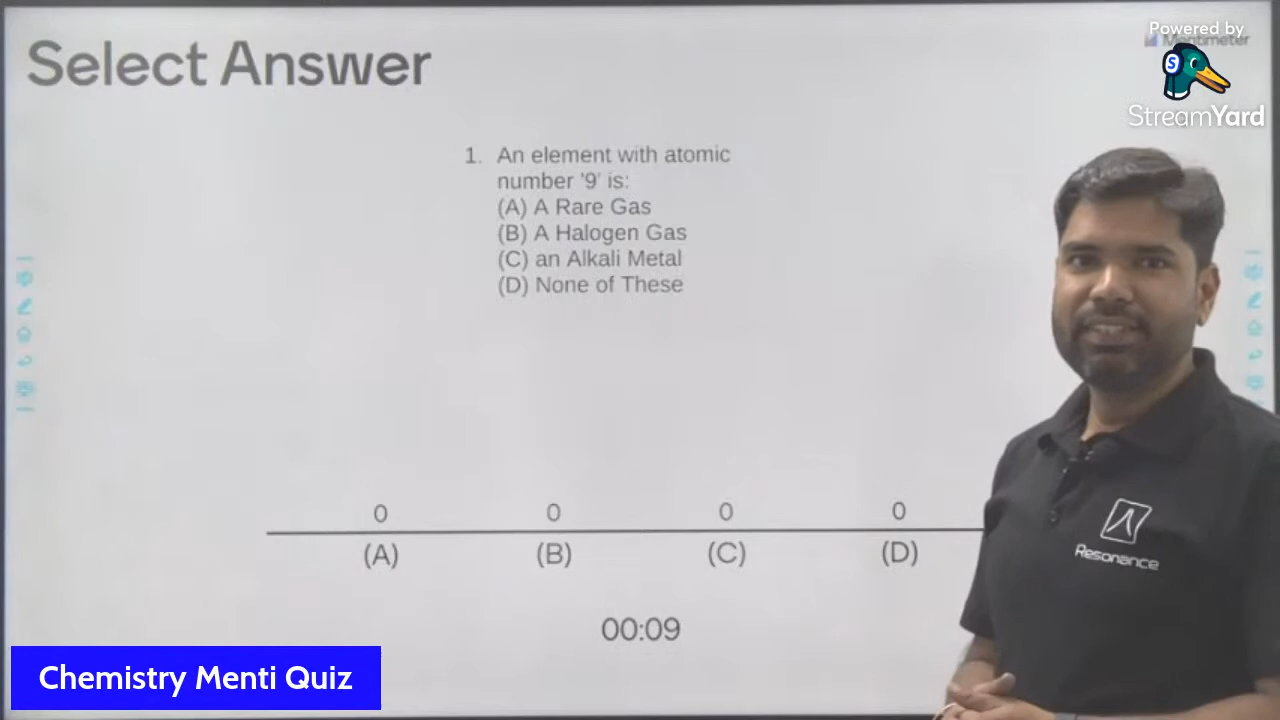 Select Answer
Powered by
Mentimeter
StreamYard
1. An element with atomic
number '9' is:
(A) A Rare Gas
(B) A Halogen Gas
(C) an Alkali Metal
(D) None of These
0 0 0 0
(A) (B) (C) (D)
Resonance
00:09
Chemistry Menti Quiz